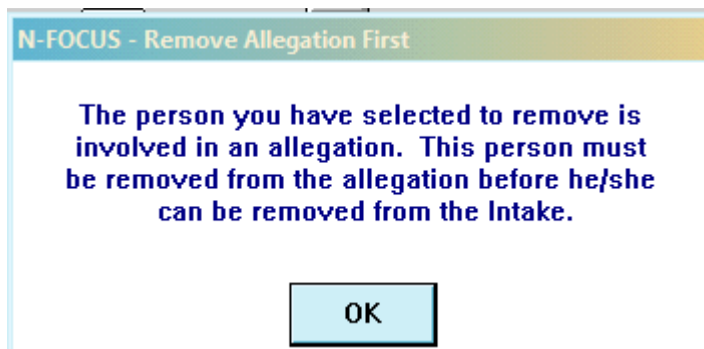 N-FOCUS - Remove Allegation First
The person you have selected to remove is
involved in an allegation.  This person must
be removed from the allegation before he/she
can be removed from the Intake.
OK